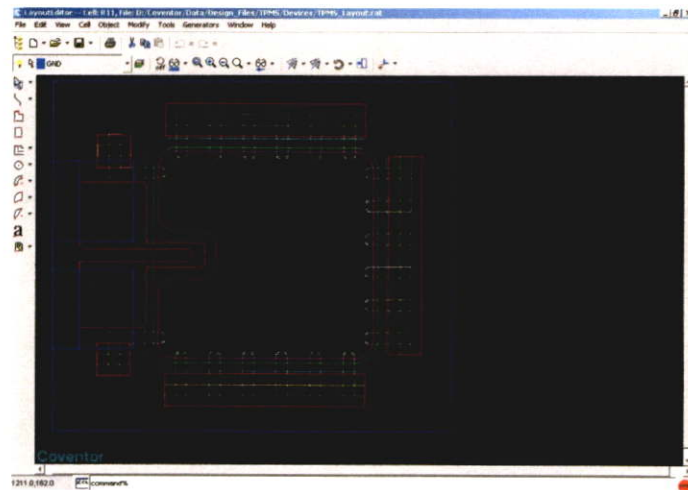 LayoutEditor - Cell: R11, File: D:/Coventor/Data/Design_Files/TPMS/Devices/TPMS_Layout.cat
File Edit View Cell Object Modify Tools Generators Window Help
GND
a
Coventor
1211.0,162.0 command%